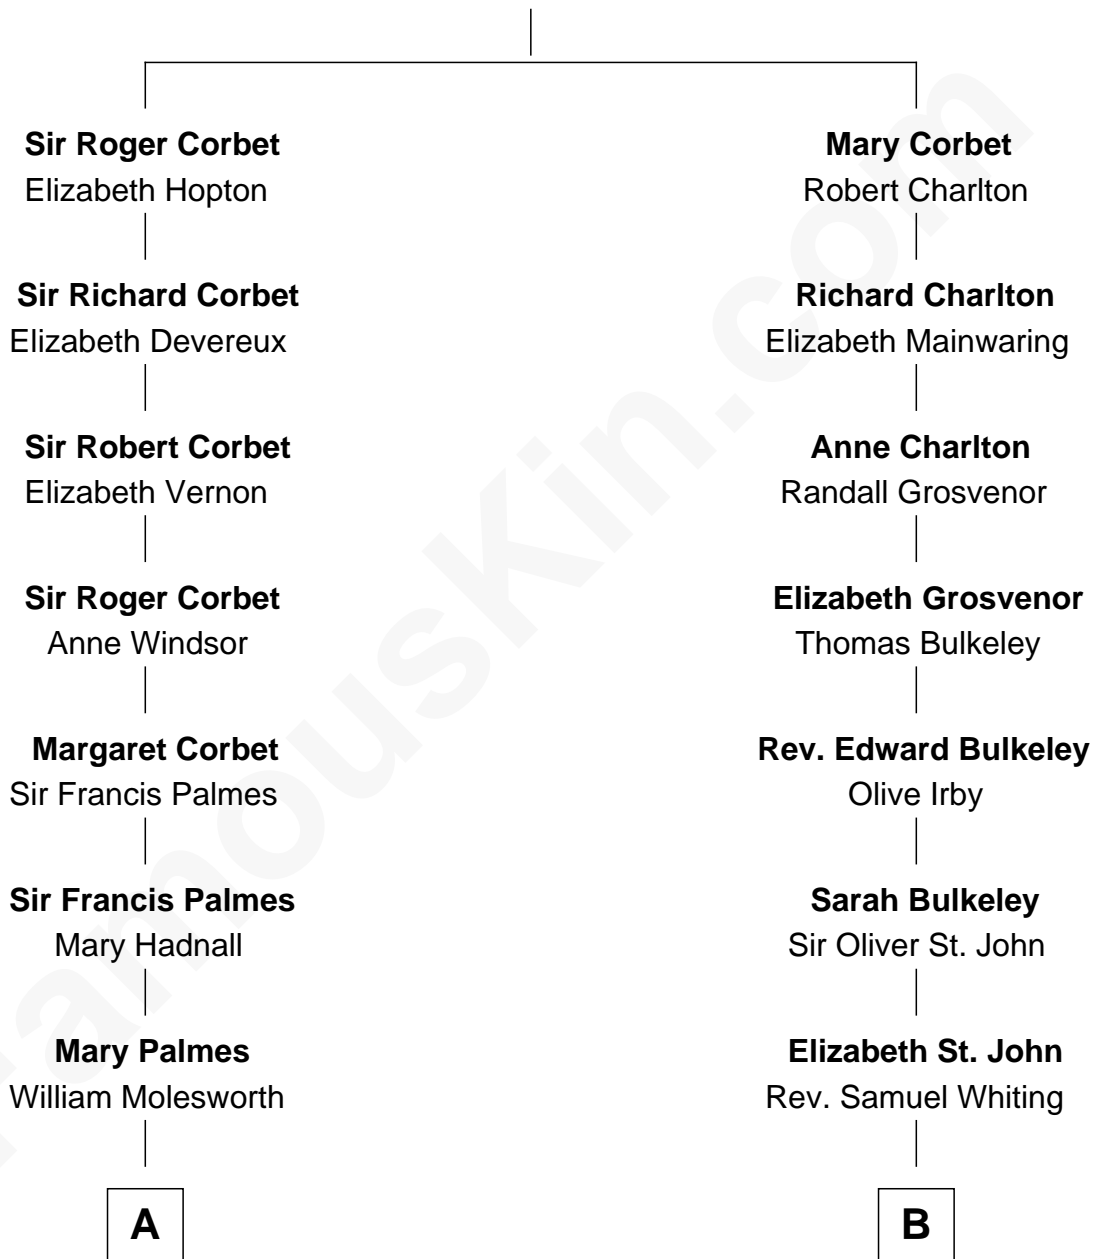 Sir Roger Corbet
Elizabeth Hopton
Sir Richard Corbet
Elizabeth Devereux
Sir Robert Corbet
Elizabeth Vernon
Sir Roger Corbet
Anne Windsor
Margaret Corbet
Sir Francis Palmes
Sir Francis Palmes
Mary Hadnall
Mary Palmes
William Molesworth
A
Mary Corbet
Robert Charlton
Richard Charlton
Elizabeth Mainwaring
Anne Charlton
Randall Grosvenor
Elizabeth Grosvenor
Thomas Bulkeley
Rev. Edward Bulkeley
Olive Irby
Sarah Bulkeley
Sir Oliver St. John
Elizabeth St. John
Rev. Samuel Whiting
B
FamousKin.com